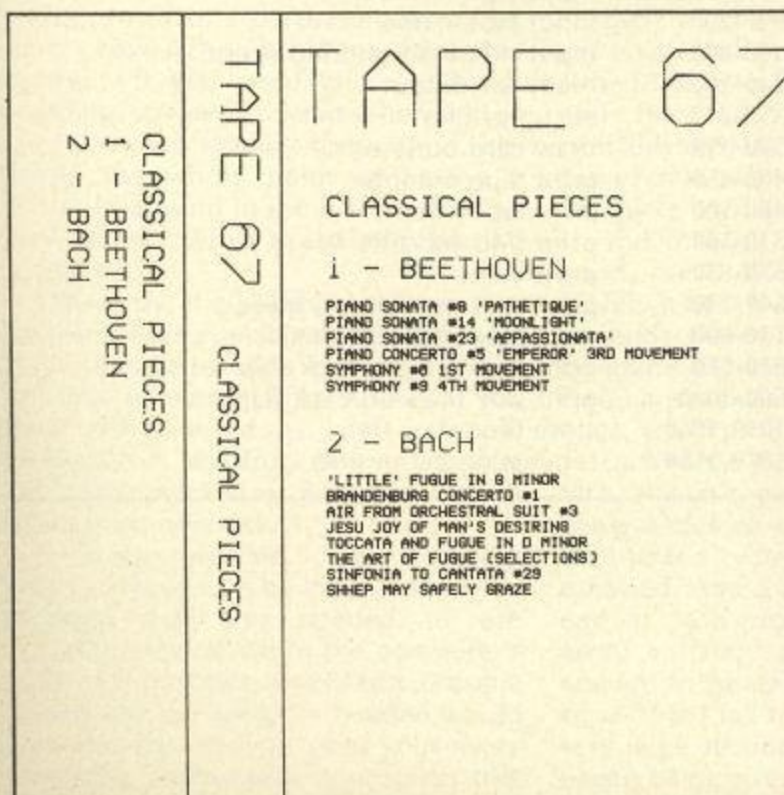 CLASSICAL PIECES
1 - BEETHOVEN
2 - BACH
TAPE 67 CLASSICAL PIECES
TAPE 67
CLASSICAL PIECES
1 - BEETHOVEN
PIANO SONATA #8 'PATHETIQUE'
PIANO SONATA #14 'MOONLIGHT'
PIANO SONATA #23 'APPASSIONATA'
PIANO CONCERTO #5 'EMPEROR' 3RD MOVEMENT
SYMPHONY #6 1ST MOVEMENT
SYMPHONY #9 4TH MOVEMENT
2 - BACH
'LITTLE' FUGUE IN G MINOR
BRANDENBURG CONCERTO #1
AIR FROM ORCHESTRAL SUIT #3
JESU JOY OF MAN'S DESIRING
TOCCATA AND FUGUE IN D MINOR
THE ART OF FUGUE (SELECTIONS)
SINFONIA TO CANTATA #29
SHHEP MAY SAFELY GRAZE